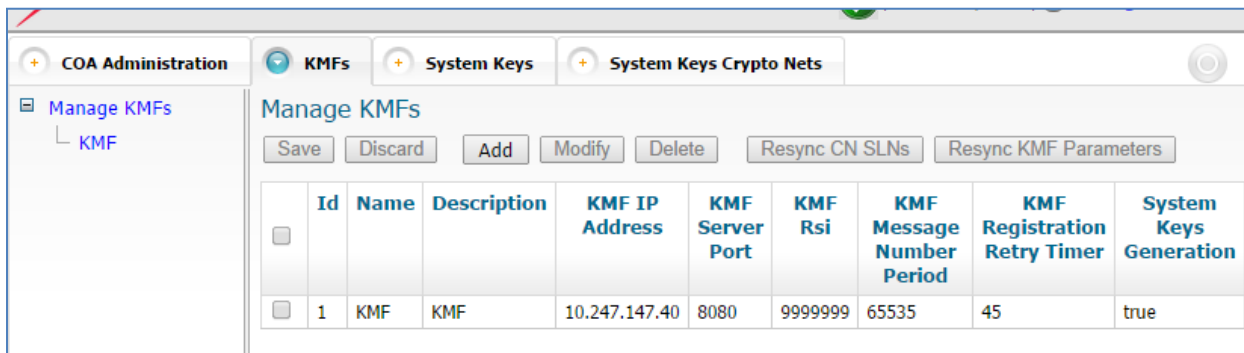 COA Administration KMFs System Keys System Keys Crypto Nets
Manage KMFs
KMF
Manage KMFs
Save Discard Add Modify Delete Resync CN SLNs Resync KMF Parameters
Id Name Description KMF IP Address KMF Server Port KMF Rsi KMF Message Number Period KMF Registration Retry Timer System Keys Generation
1 KMF KMF 10.247.147.40 8080 9999999 65535 45 true